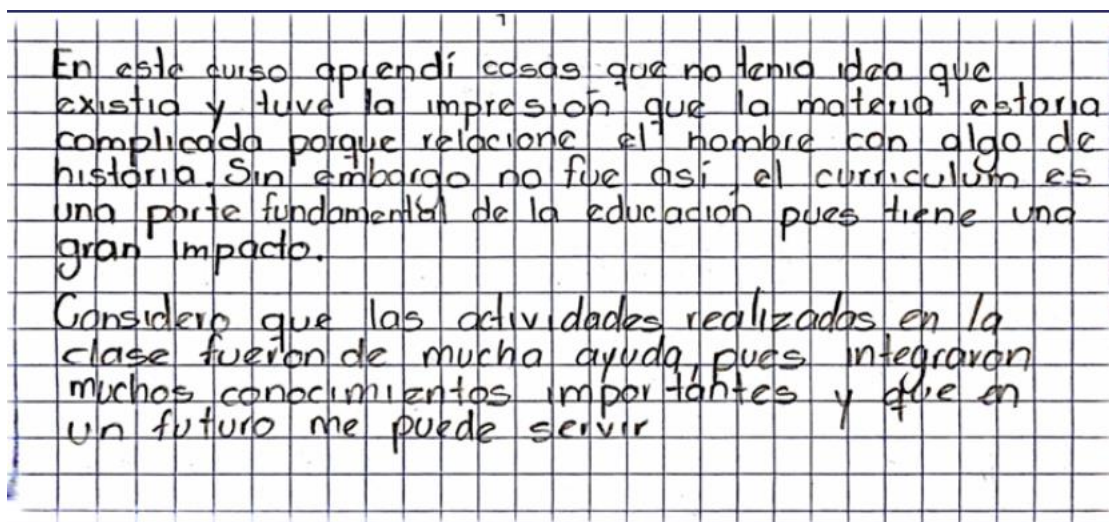 En este curso aprendí cosas que no tenia idea que
existia y tuve la impresión que la materia estaria
complicada porque relacione el nombre con algo de
historia. Sin embargo no fue asi, el curriculum es
una parte fundamental de la educación pues tiene una
gran impacto.
Considero que las actividades realizadas en la
clase fueron de mucha ayuda, pues integraron
muchos conocimientos importantes y que en
un futuro me puede servir